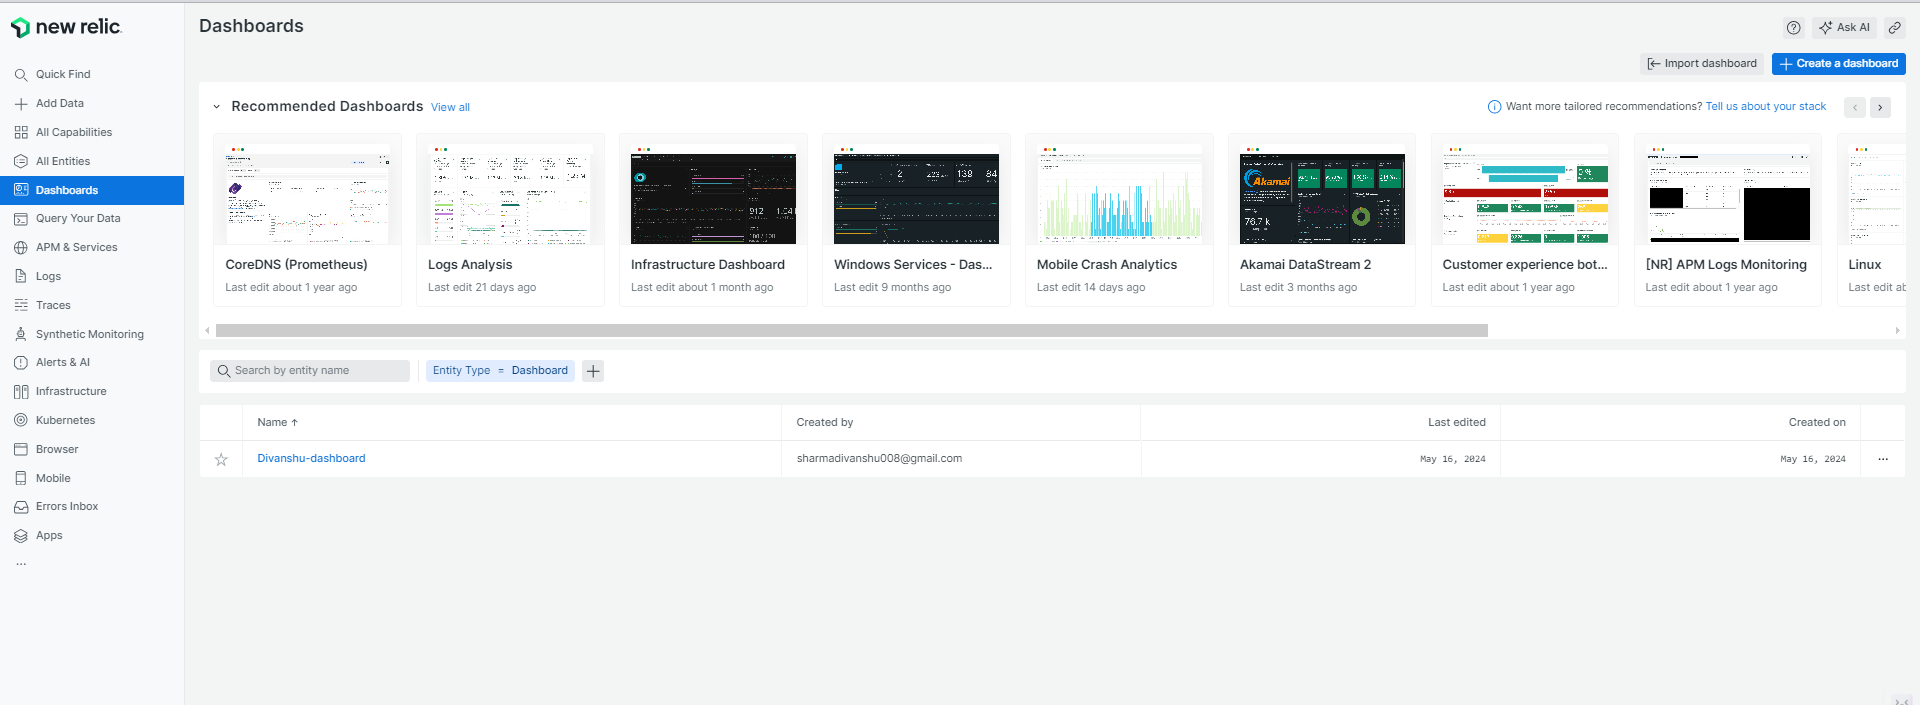 new relic
Dashboards
Ask AI
Import dashboard
Create a dashboard
Quick Find
Add Data
All Capabilities
All Entities
Dashboards
Query Your Data
APM & Services
Logs
Traces
Synthetic Monitoring
Alerts & AI
Infrastructure
Kubernetes
Browser
Mobile
Errors Inbox
Apps
...
Recommended Dashboards View all
Want more tailored recommendations? Tell us about your stack
CoreDNS (Prometheus)
Last edit about 1 year ago
Logs Analysis
Last edit 21 days ago
Infrastructure Dashboard
Last edit about 1 month ago
Windows Services - Das...
Last edit 9 months ago
Mobile Crash Analytics
Last edit 14 days ago
Akamai
76.7 k
Akamai DataStream 2
Last edit 3 months ago
Customer experience bot...
Last edit about 1 year ago
[NR] APM Logs Monitoring
Last edit about 1 year ago
Linux
Last edit ab
Search by entity name
Entity Type = Dashboard
Name Created by Last edited Created on
Divanshu-dashboard sharmadivanshu008@gmail.com May 16, 2024 May 16, 2024 ...